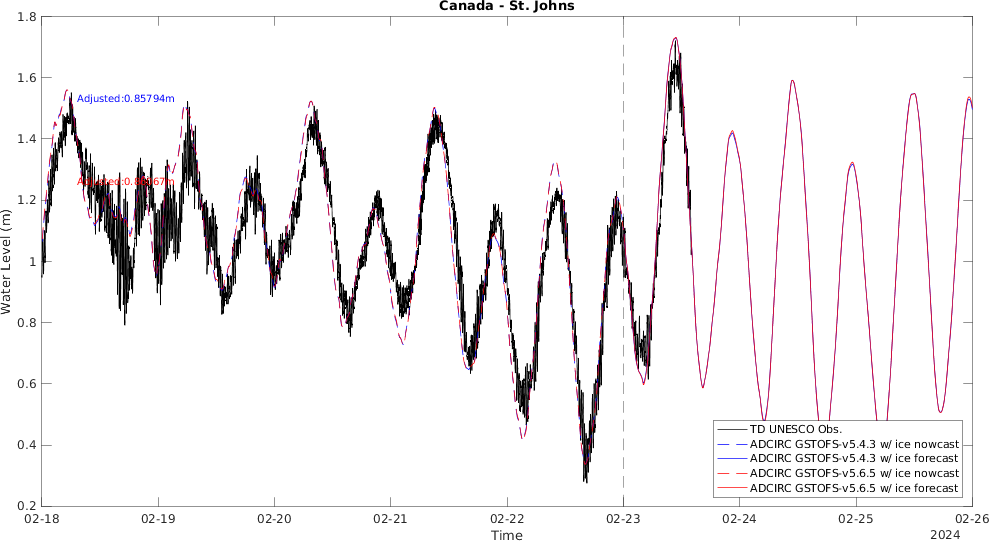 Canada - St. Johns
1.8
1.6
1.4
1.2
1
0.8
0.6
0.4
0.2
Water Level (m)
Adjusted:0.85794m
TD UNESCO Obs.
ADCIRC GSTOFS-v5.4.3 w/ ice nowcast
ADCIRC GSTOFS-v5.4.3 w/ ice forecast
ADCIRC GSTOFS-v5.6.5 w/ ice nowcast
ADCIRC GSTOFS-v5.6.5 w/ ice forecast
02-18 02-19 02-20 02-21 02-22 02-23 02-24 02-25 02-26
Time
2024